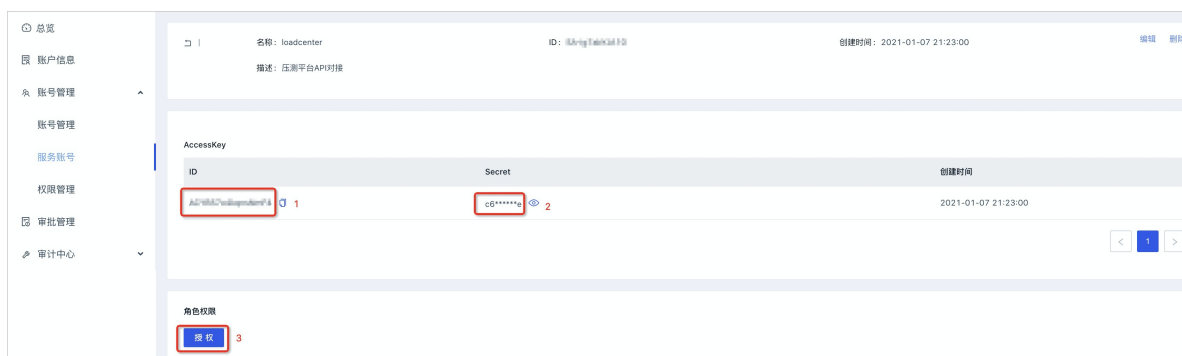 总览
账户信息
账号管理
账号管理
服务账号
权限管理
审批管理
审计中心
名称： loadcenter
ID：
创建时间： 2021-01-07 21:23:00
编辑
描述： 压测平台API对接
AccessKey
ID
Secret
创建时间
1
c6******e
2
2021-01-07 21:23:00
<
1
>
角色权限
授权
3